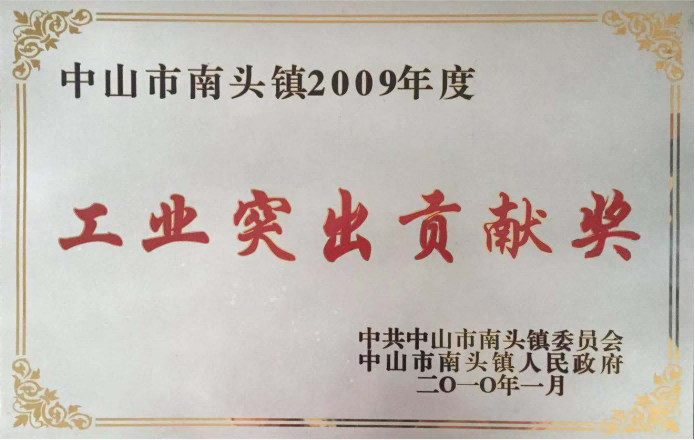 中山市南头镇2009年度
工业突出贡献奖
中共中山市南头镇委员会
中山市南头镇人民政府
二〇一〇年一月